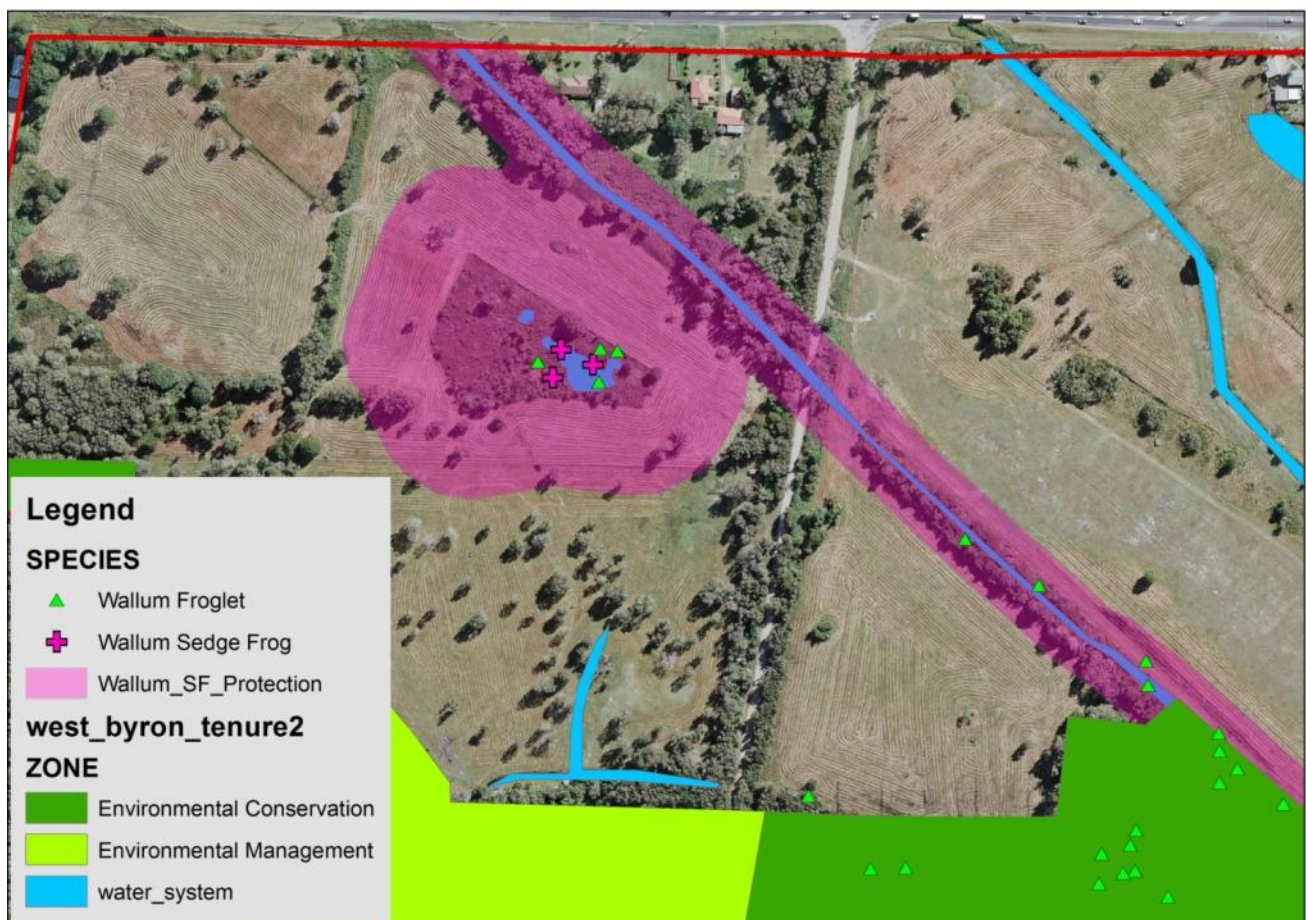 Legend
SPECIES
Wallum Froglet
Wallum Sedge Frog
Wallum_SF_Protection
west_byron_tenure2
ZONE
Environmental Conservation
Environmental Management
water_system